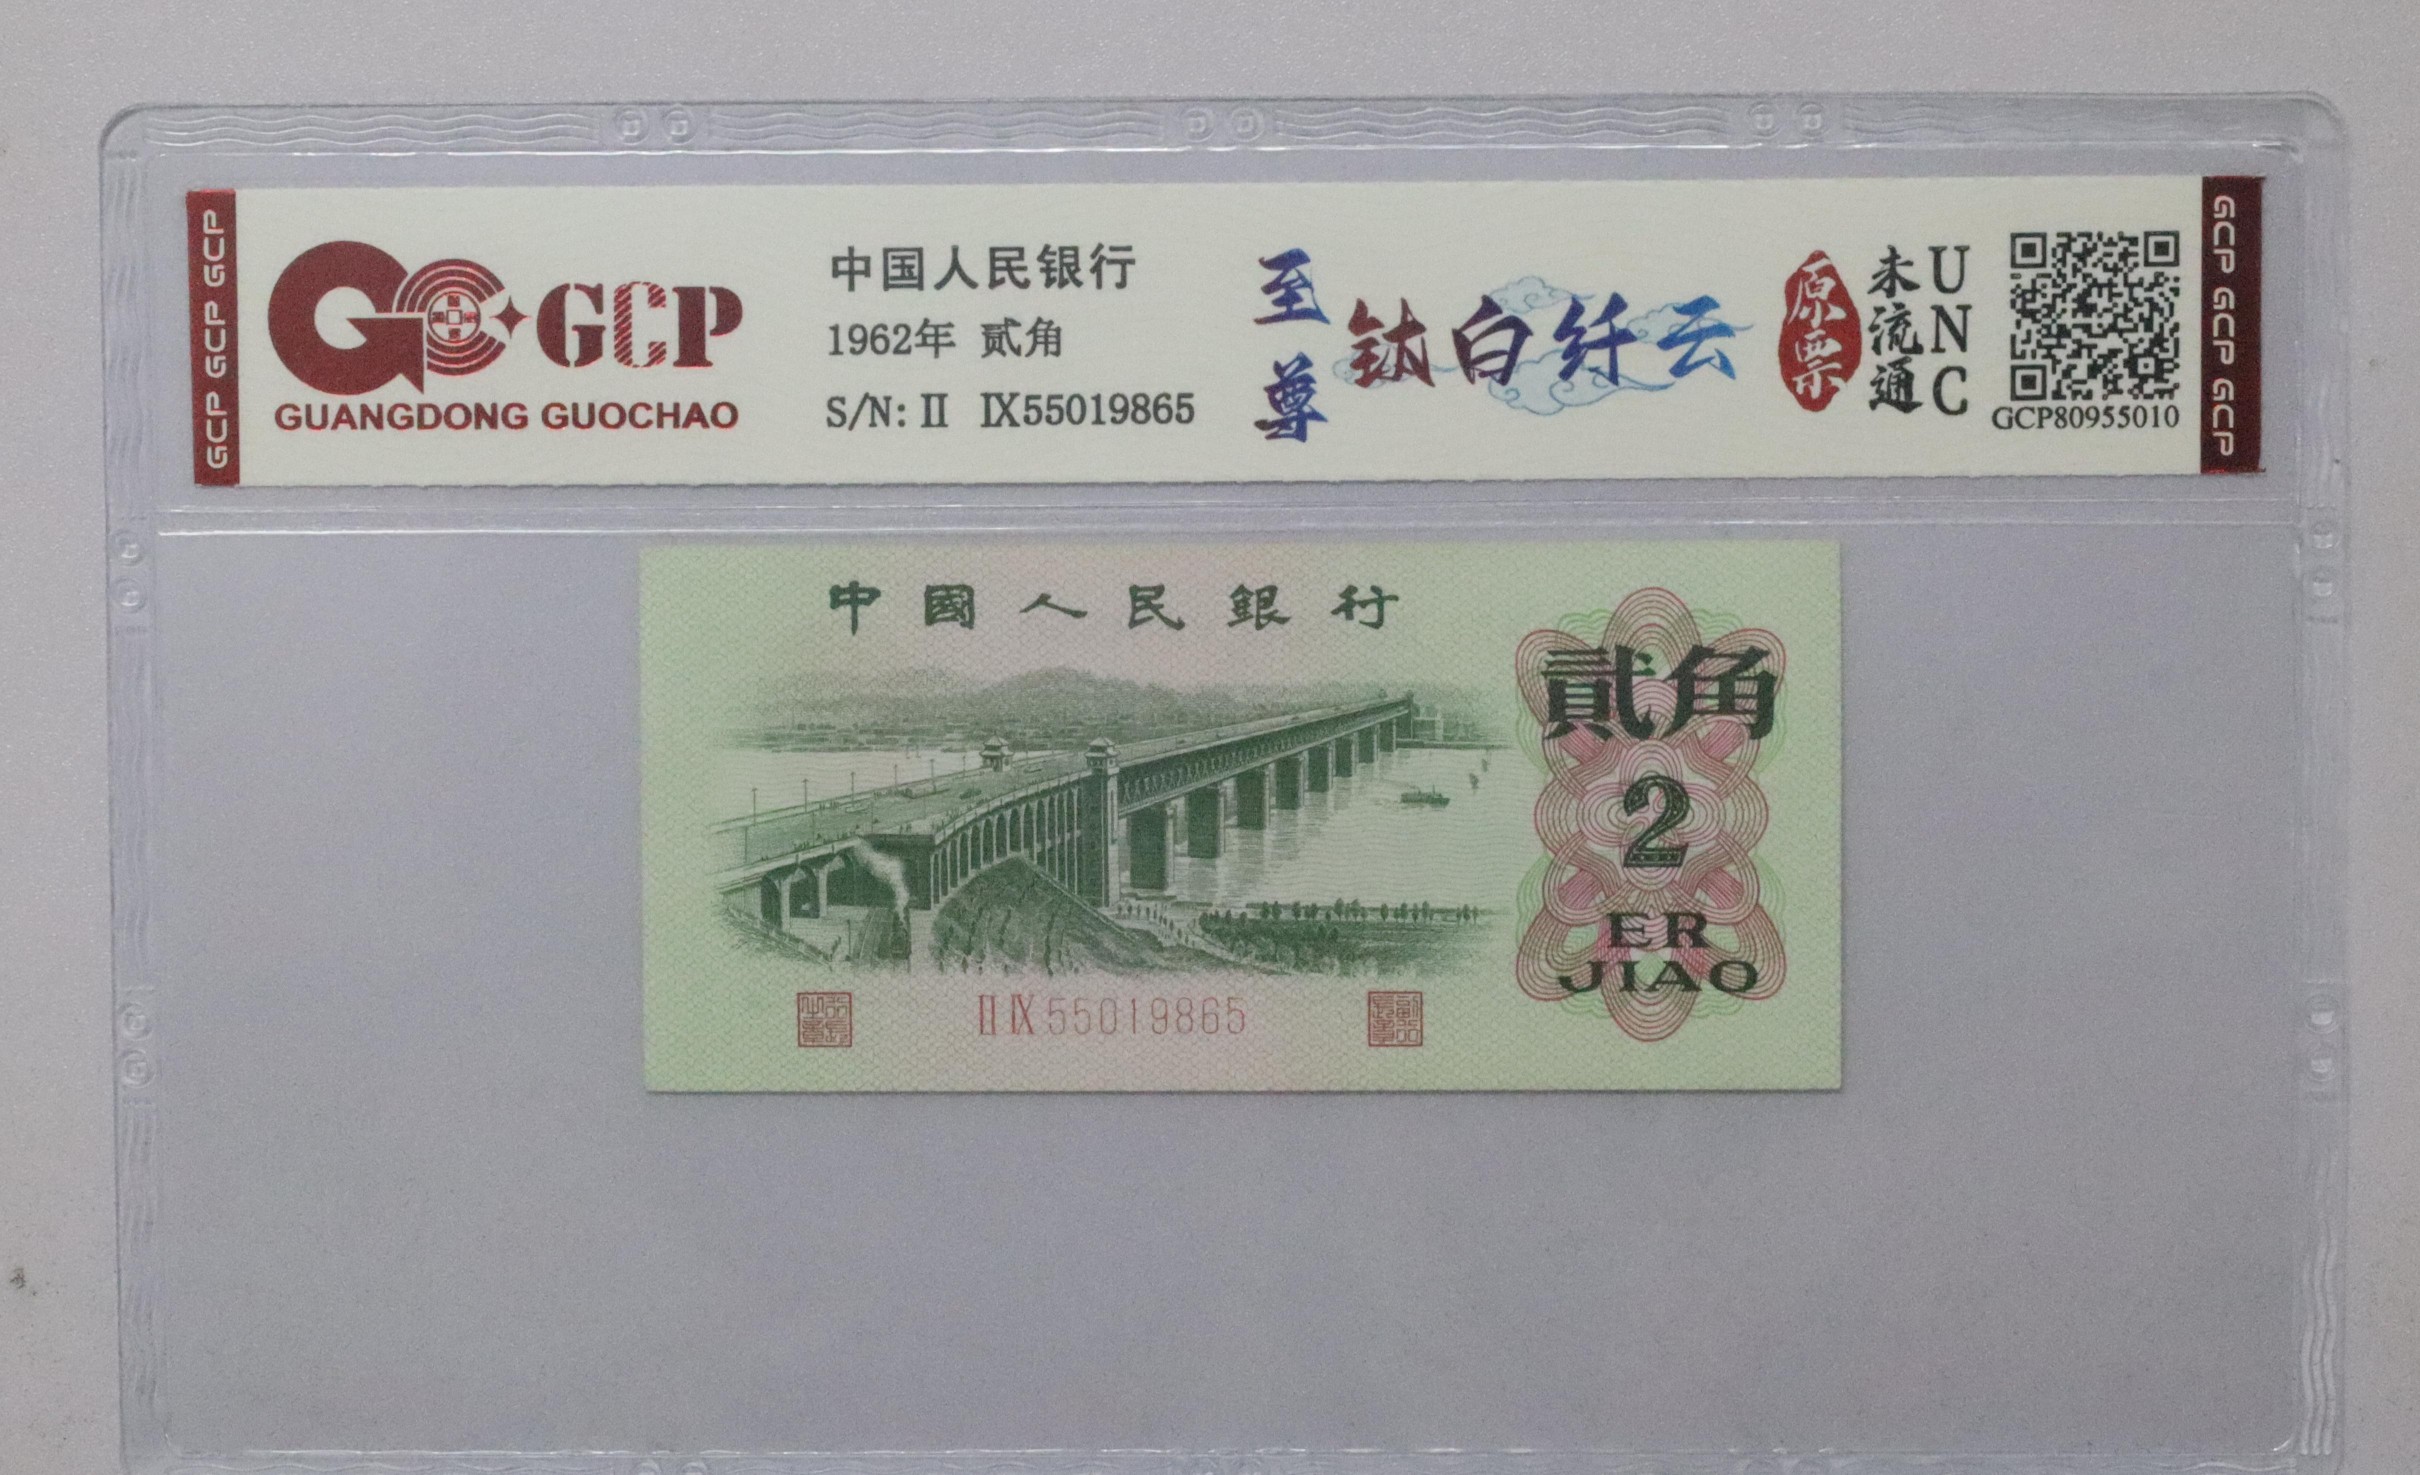 GCP GCP GCP
GCP
GUANGDONG GUOCHAO
中国人民银行
1962年 贰角
S/N: Ⅱ Ⅸ55019865
至尊
钛白纤云
原票
未流通
UNC
GCP80955010
GCP GCP GCP
中國人民銀行
貳角
2
ER
JIAO
ⅡⅨ55019865